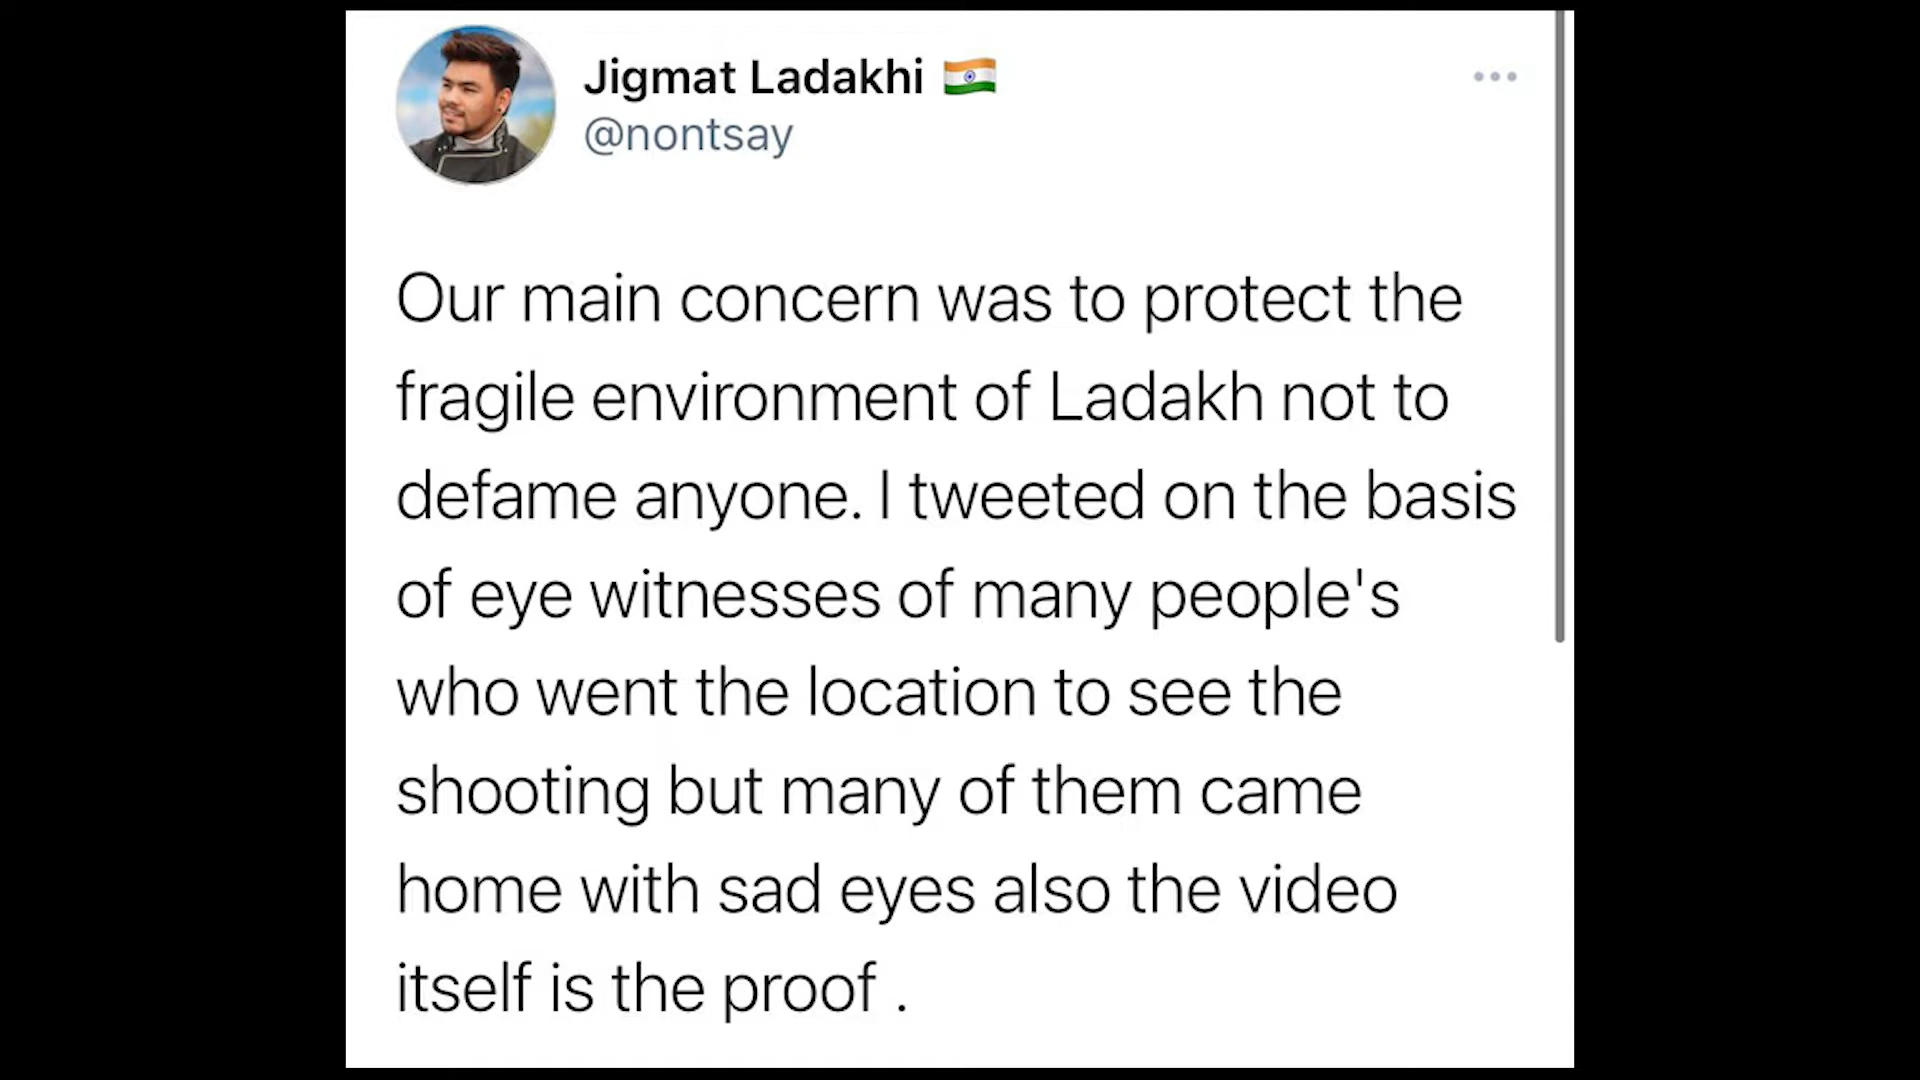 Jigmat Ladakhi 🇮🇳
@nontsay
Our main concern was to protect the
fragile environment of Ladakh not to
defame anyone. I tweeted on the basis
of eye witnesses of many people's
who went the location to see the
shooting but many of them came
home with sad eyes also the video
itself is the proof .